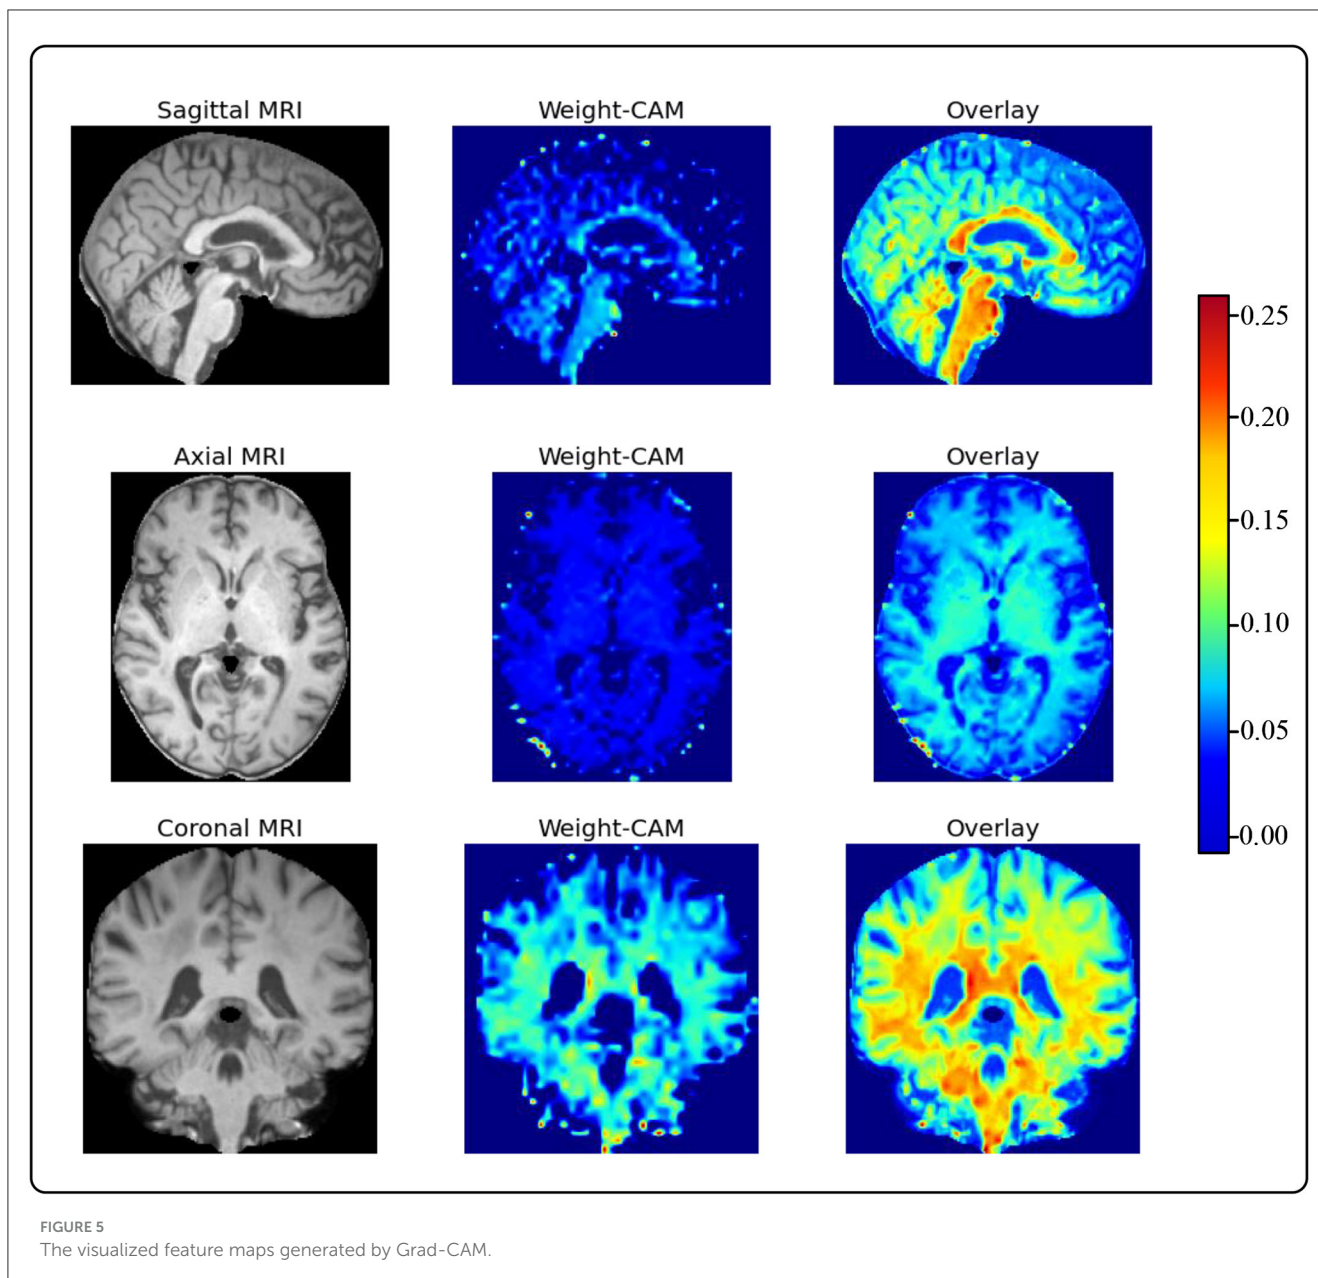 Sagittal MRI Weight-CAM Overlay
0.25
0.20
Axial MRI Weight-CAM Overlay
0.15
0.10
0.05
Coronal MRI Weight-CAM Overlay
0.00
FIGURE 5
The visualized feature maps generated by Grad-CAM.